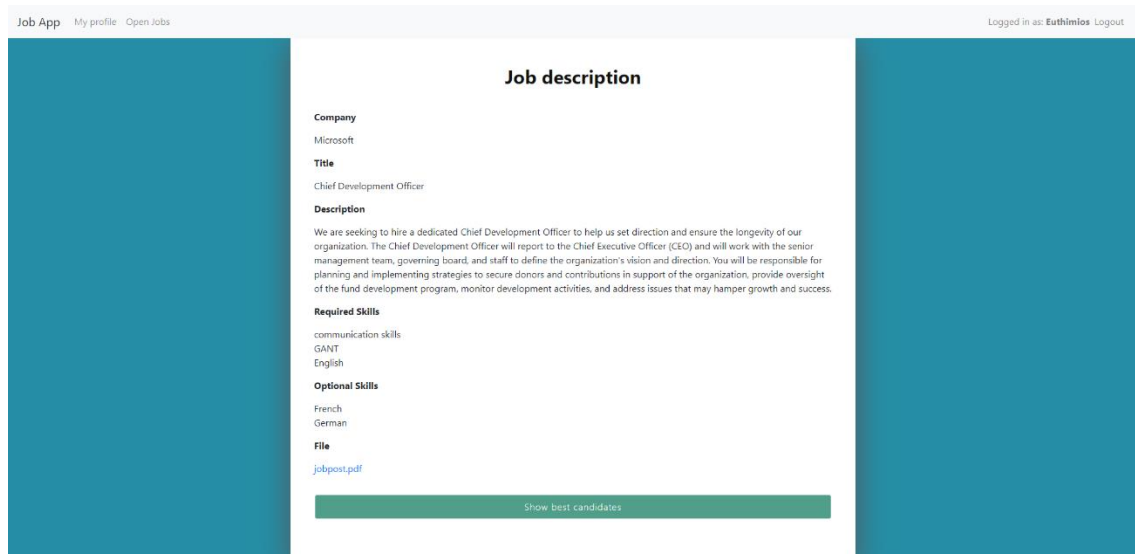 Job App My profile Open Jobs Logged in as: Euthimios Logout
Job description
Company
Microsoft
Title
Chief Development Officer
Description
We are seeking to hire a dedicated Chief Development Officer to help us set direction and ensure the longevity of our
organization. The Chief Development Officer will report to the Chief Executive Officer (CEO) and will work with the senior
management team, governing board, and staff to define the organization's vision and direction. You will be responsible for
planning and implementing strategies to secure donors and contributions in support of the organization, provide oversight
of the fund development program, monitor development activities, and address issues that may hamper growth and success.
Required Skills
communication skills
GANT
English
Optional Skills
French
German
File
jobpost.pdf
Show best candidates